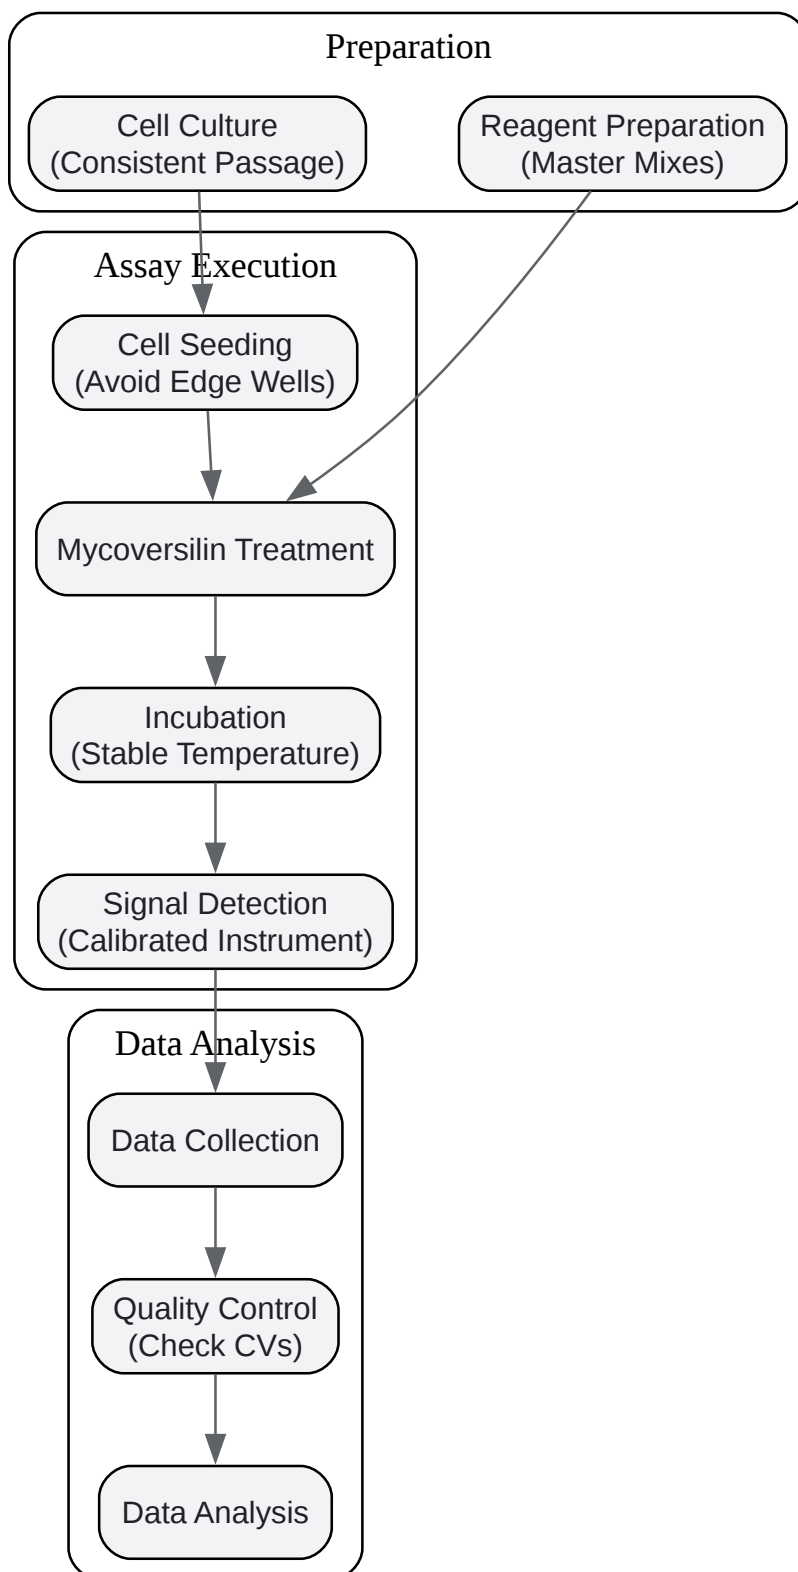 Preparation
Cell Culture
(Consistent Passage)
Reagent Preparation
(Master Mixes)
Assay Execution
Cell Seeding
(Avoid Edge Wells)
Mycoversilin Treatment
Incubation
(Stable Temperature)
Signal Detection
(Calibrated Instrument)
Data Analysis
Data Collection
Quality Control
(Check CVs)
Data Analysis